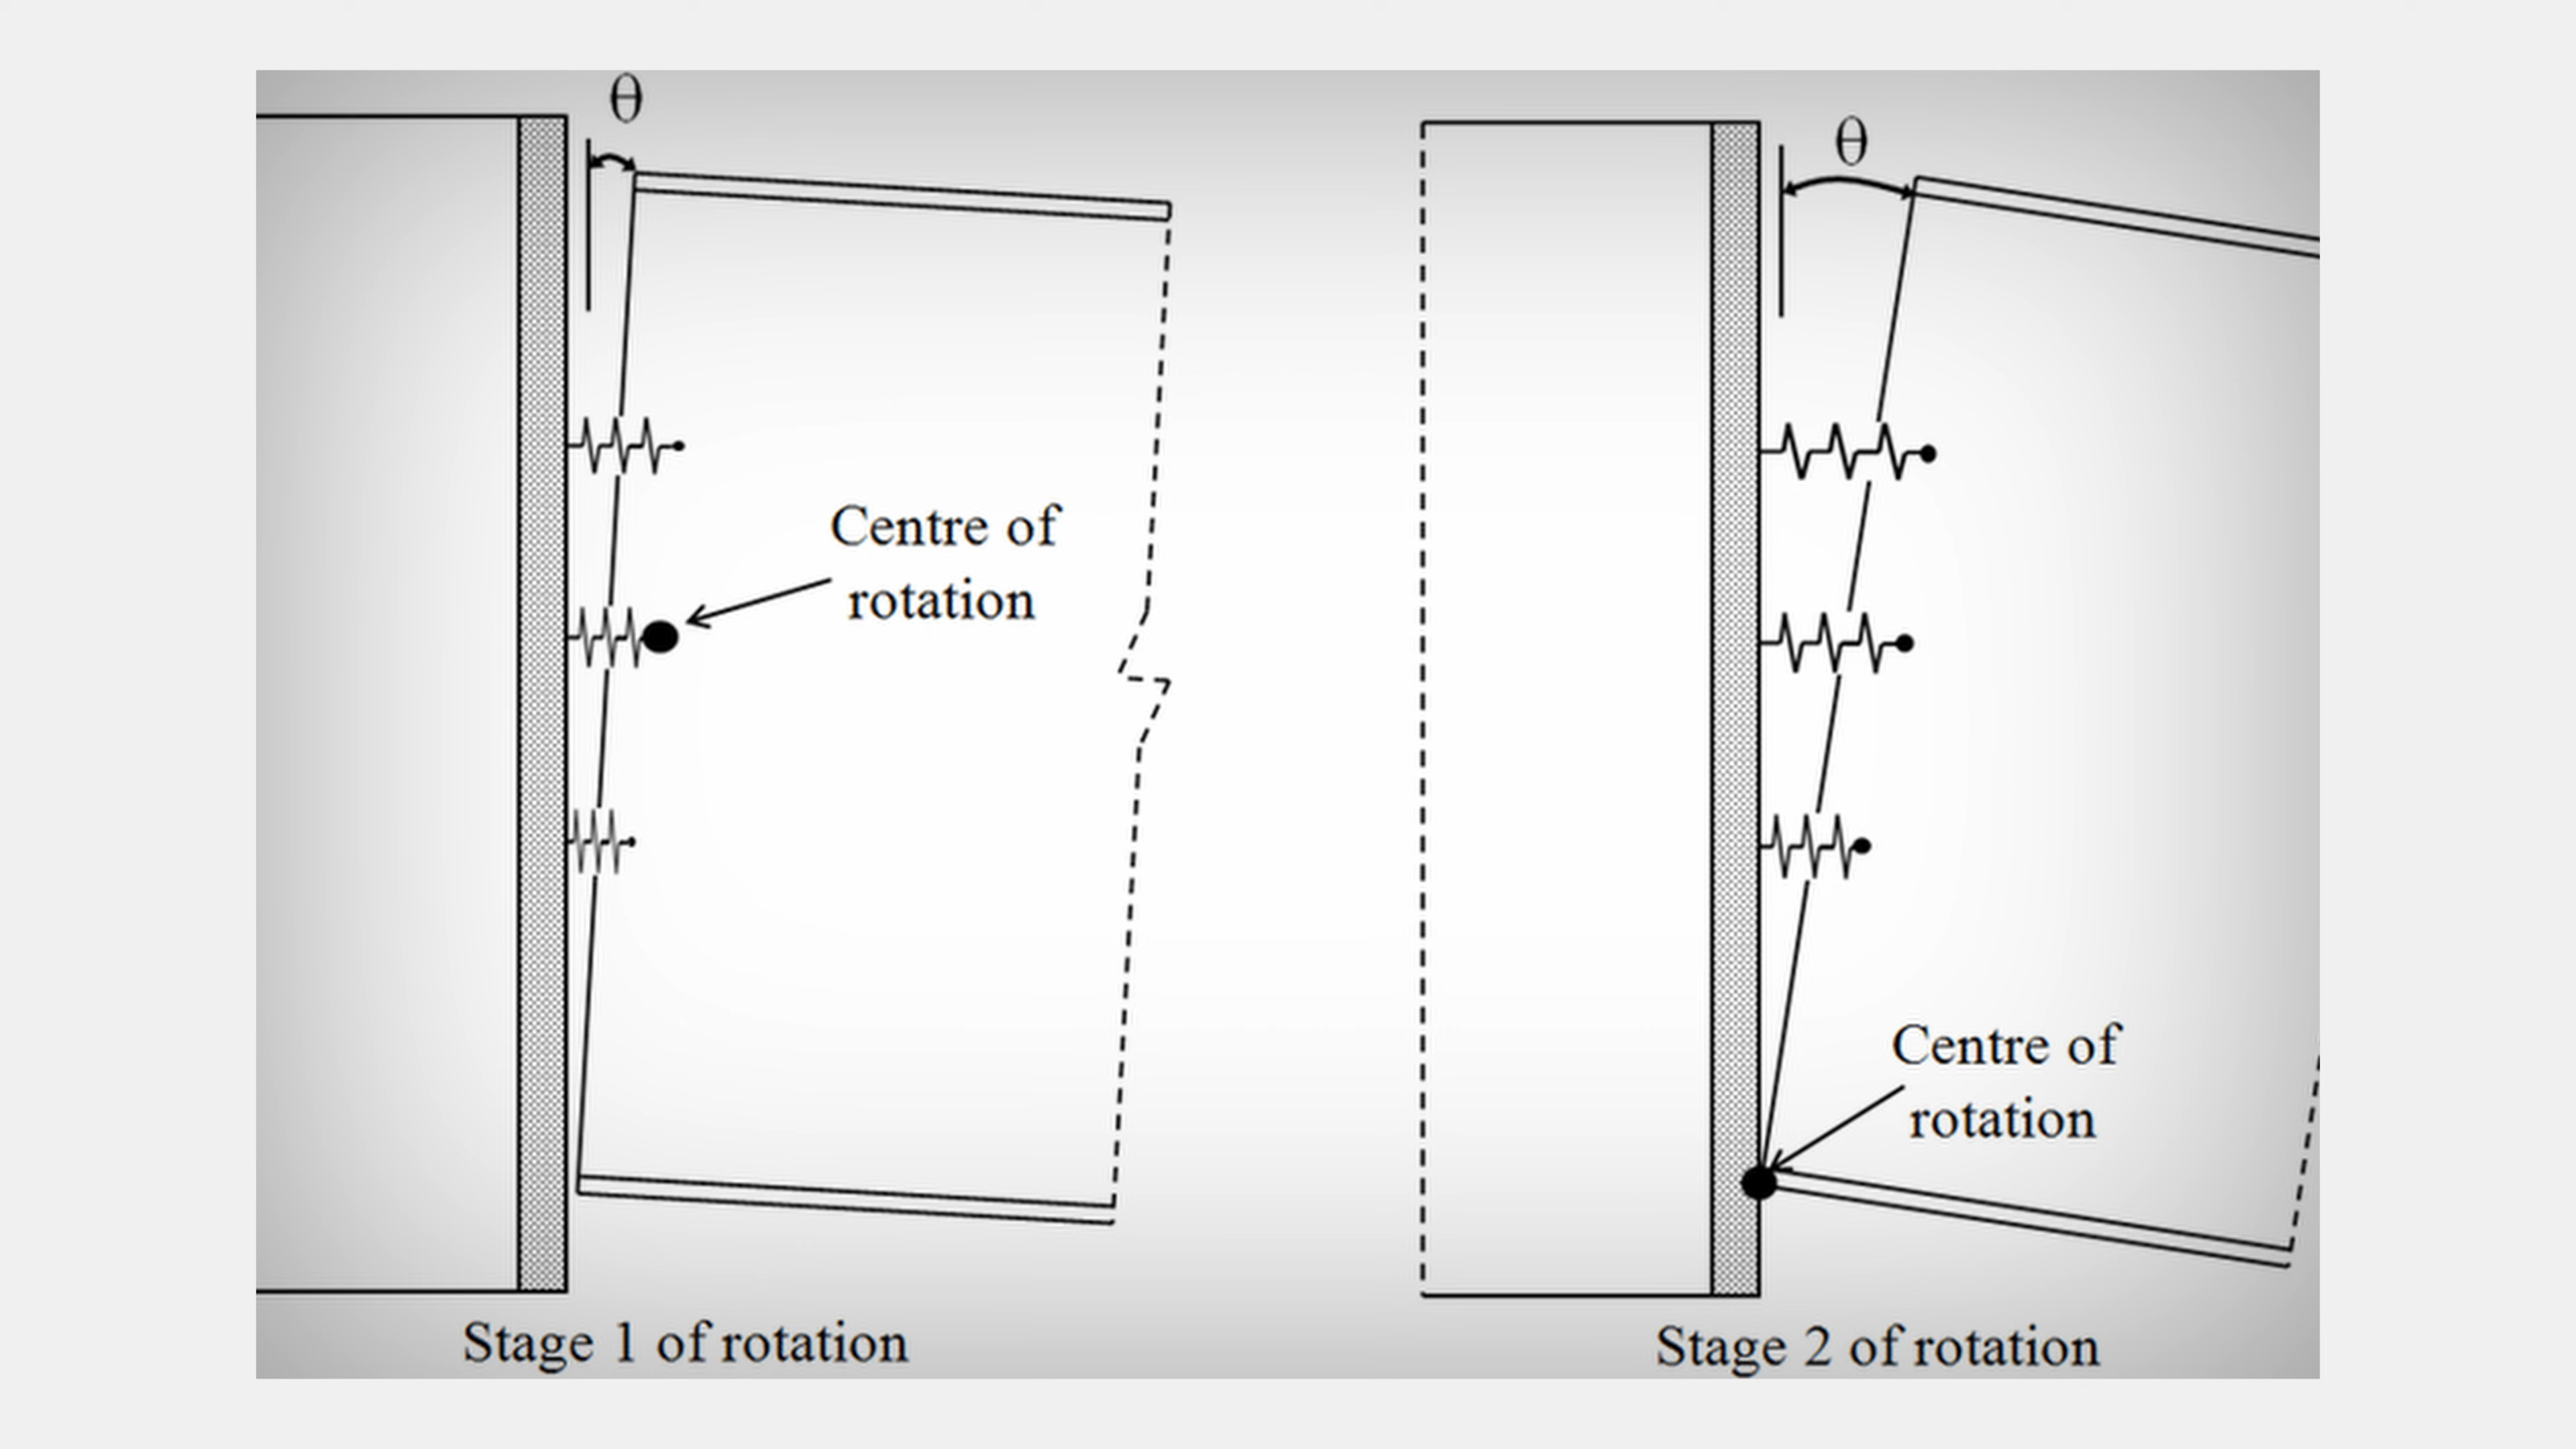 θ
Centre of
rotation
Stage 1 of rotation
θ
Centre of
rotation
Stage 2 of rotation